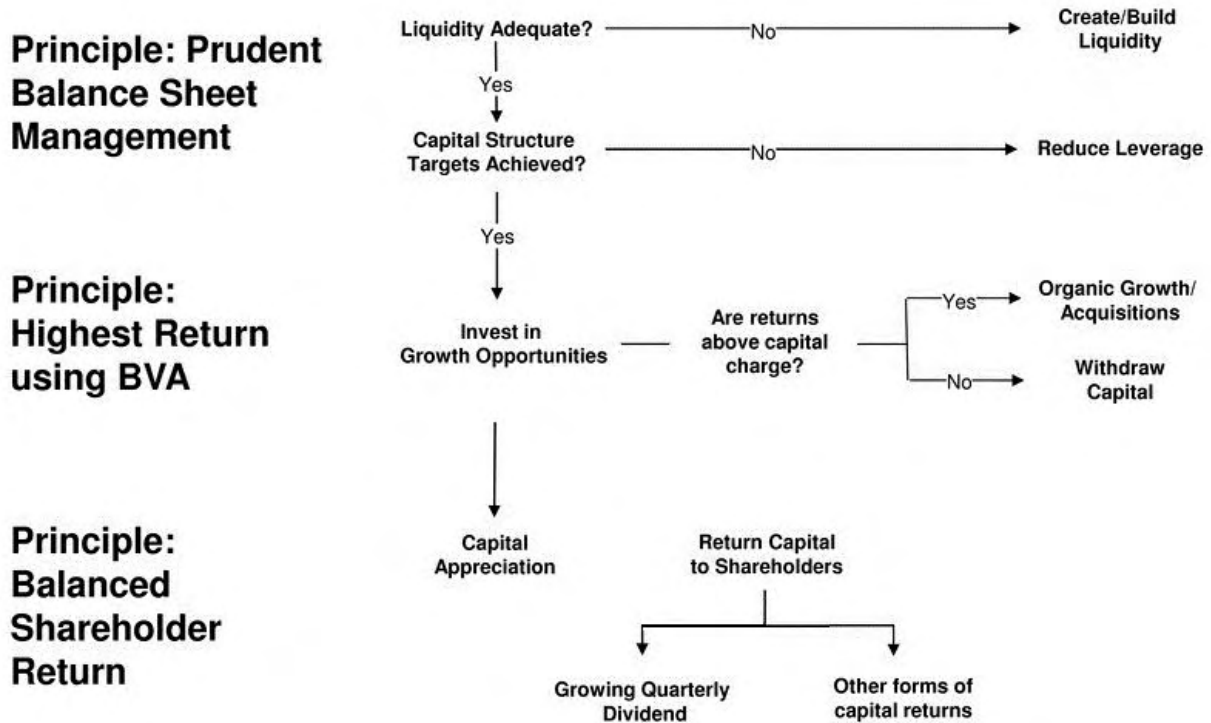 Principle: Prudent
Balance Sheet
Management
Liquidity Adequate?
No
Create/Build
Liquidity
Yes
Capital Structure
Targets Achieved?
No
Reduce Leverage
Yes
Principle:
Highest Return
using BVA
Invest in
Growth Opportunities
Are returns
above capital
charge?
Yes
Organic Growth/
Acquisitions
No
Withdraw
Capital
Principle:
Balanced
Shareholder
Return
Capital
Appreciation
Return Capital
to Shareholders
Growing Quarterly
Dividend
Other forms of
capital returns